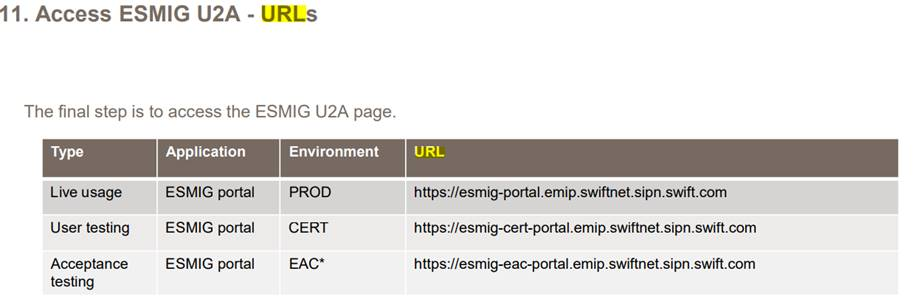 11. Access ESMIG U2A - URLs
The final step is to access the ESMIG U2A page.
Type Application Environment URL
Live usage ESMIG portal PROD https://esmig-portal.emip.swiftnet.sipn.swift.com
User testing ESMIG portal CERT https://esmig-cert-portal.emip.swiftnet.sipn.swift.com
Acceptance testing ESMIG portal EAC* https://esmig-eac-portal.emip.swiftnet.sipn.swift.com